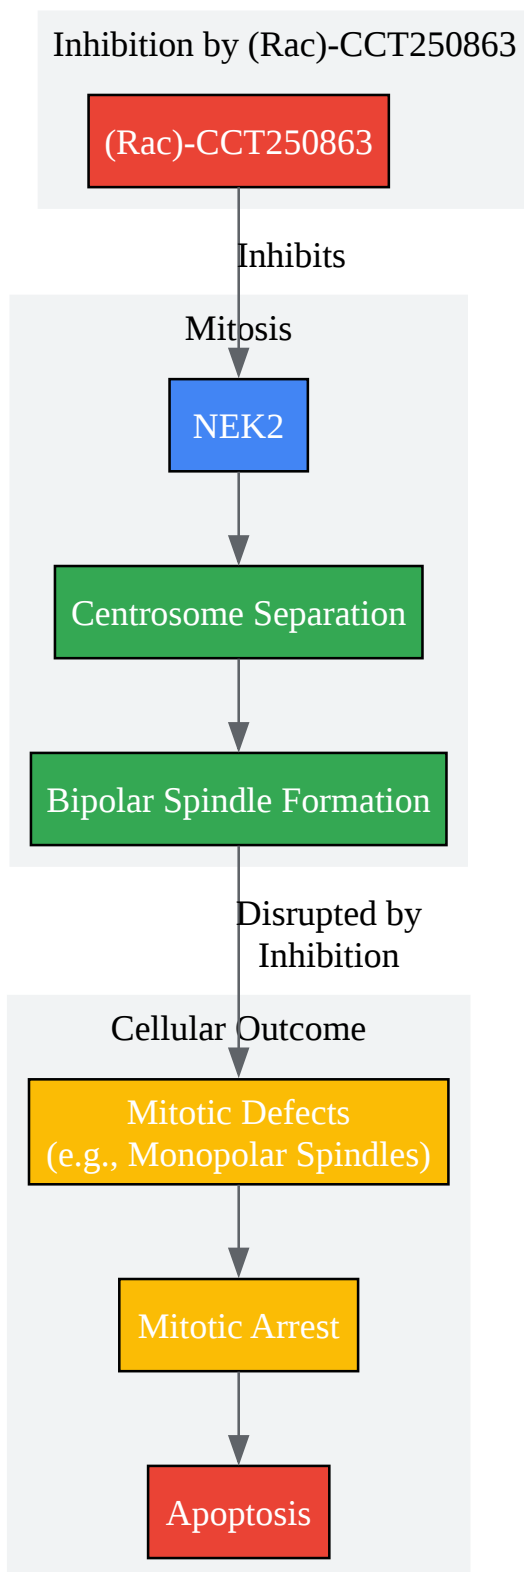 Inhibition by (Rac)-CCT250863
(Rac)-CCT250863
Inhibits
Mitosis
NEK2
Centrosome Separation
Bipolar Spindle Formation
Disrupted by
Inhibition
Cellular Outcome
Mitotic Defects
(e.g., Monopolar Spindles)
Mitotic Arrest
Apoptosis